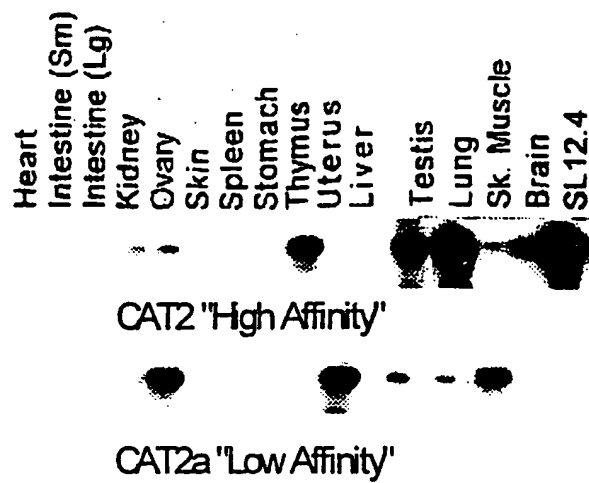 Heart
Intestine (Sm)
Intestine (Lg)
Kidney
Ovary
Skin
Spleen
Stomach
Thymus
Uterus
Liver
Testis
Lung
Sk. Muscle
Brain
SL12.4
CAT2 "High Affinity"
CAT2a "Low Affinity"